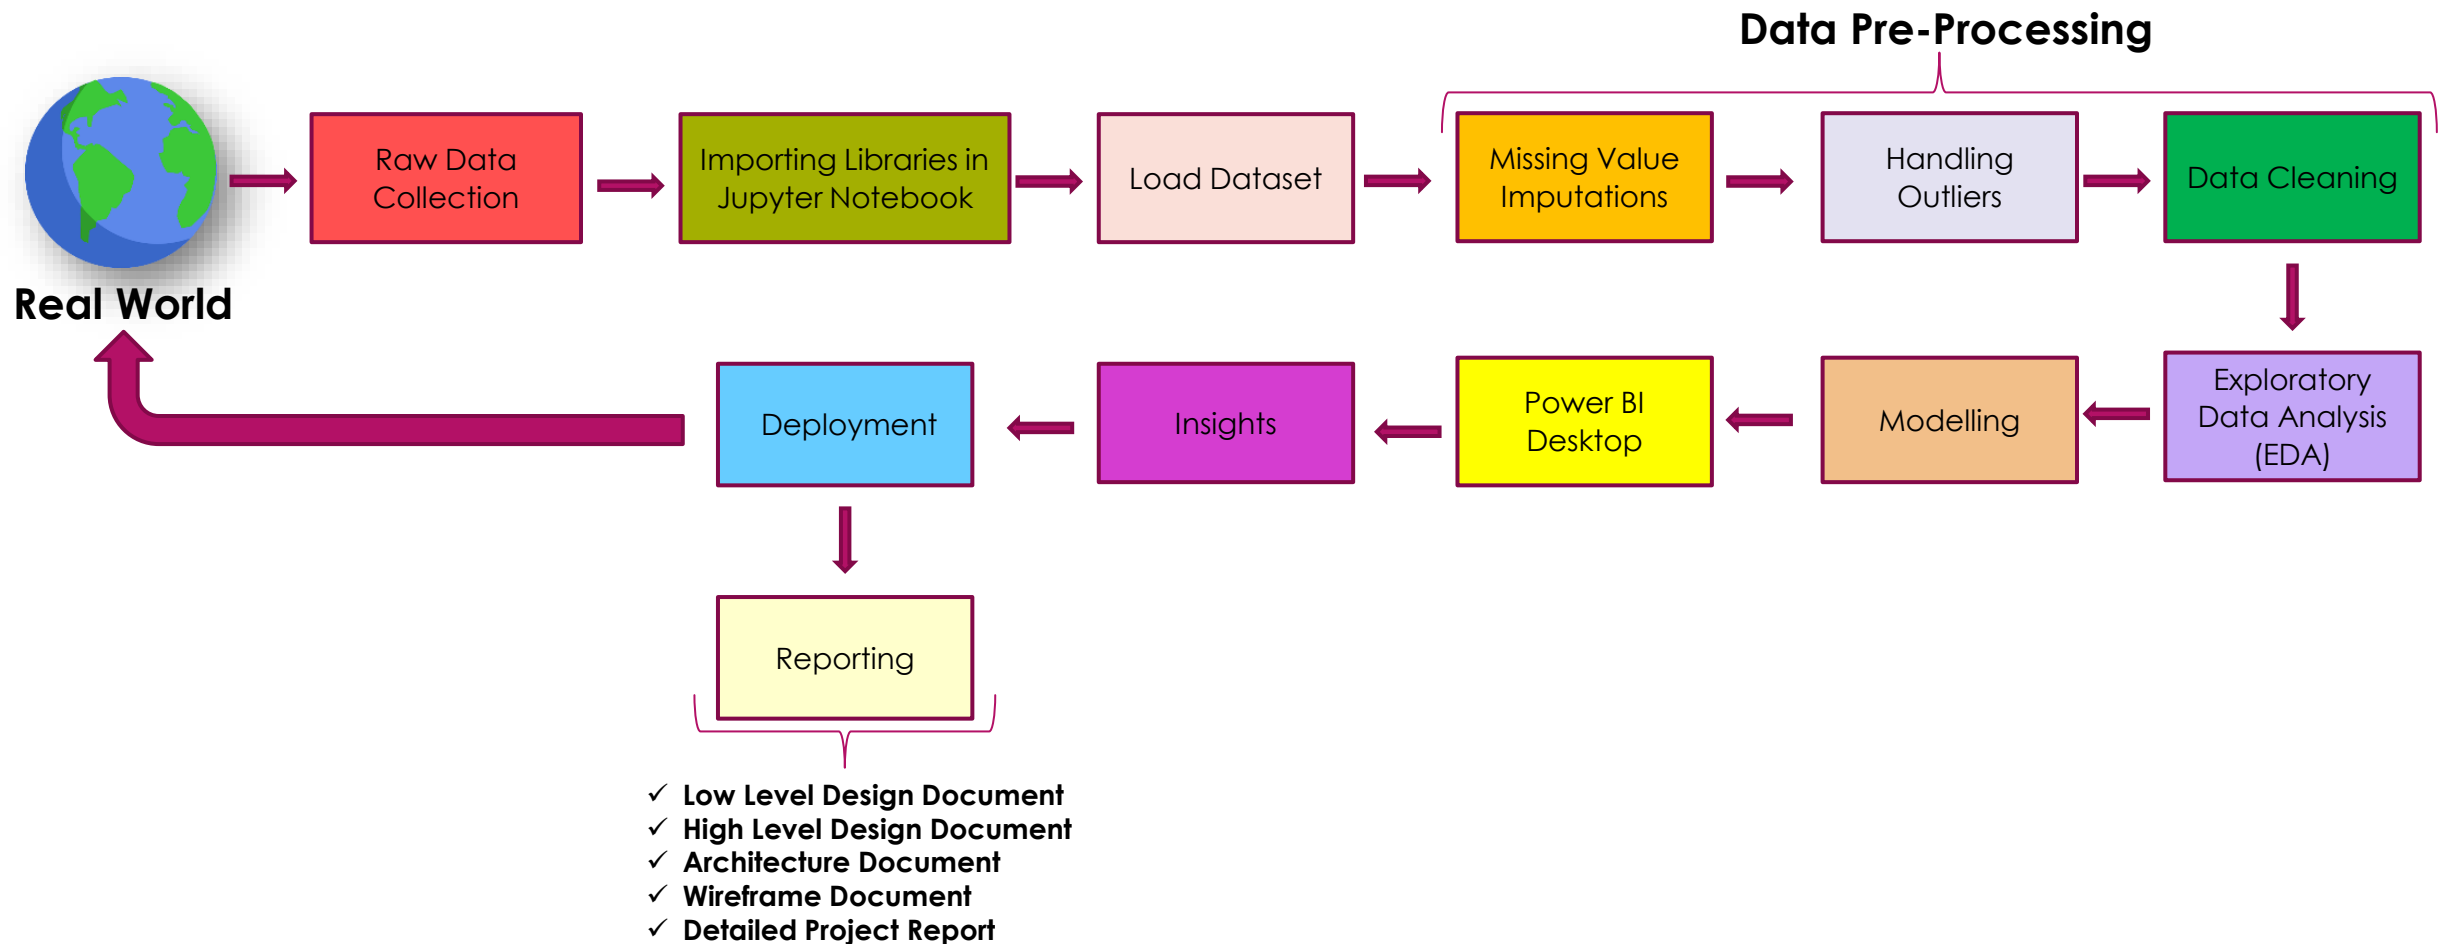 Data Pre-Processing
Raw Data
Collection
Importing Libraries in
Jupyter Notebook
Load Dataset
Missing Value
Imputations
Handling
Outliers
Data Cleaning
Real World
Deployment
Insights
Power BI
Desktop
Modelling
Exploratory
Data Analysis
(EDA)
Reporting
✓ Low Level Design Document
✓ High Level Design Document
✓ Architecture Document
✓ Wireframe Document
✓ Detailed Project Report